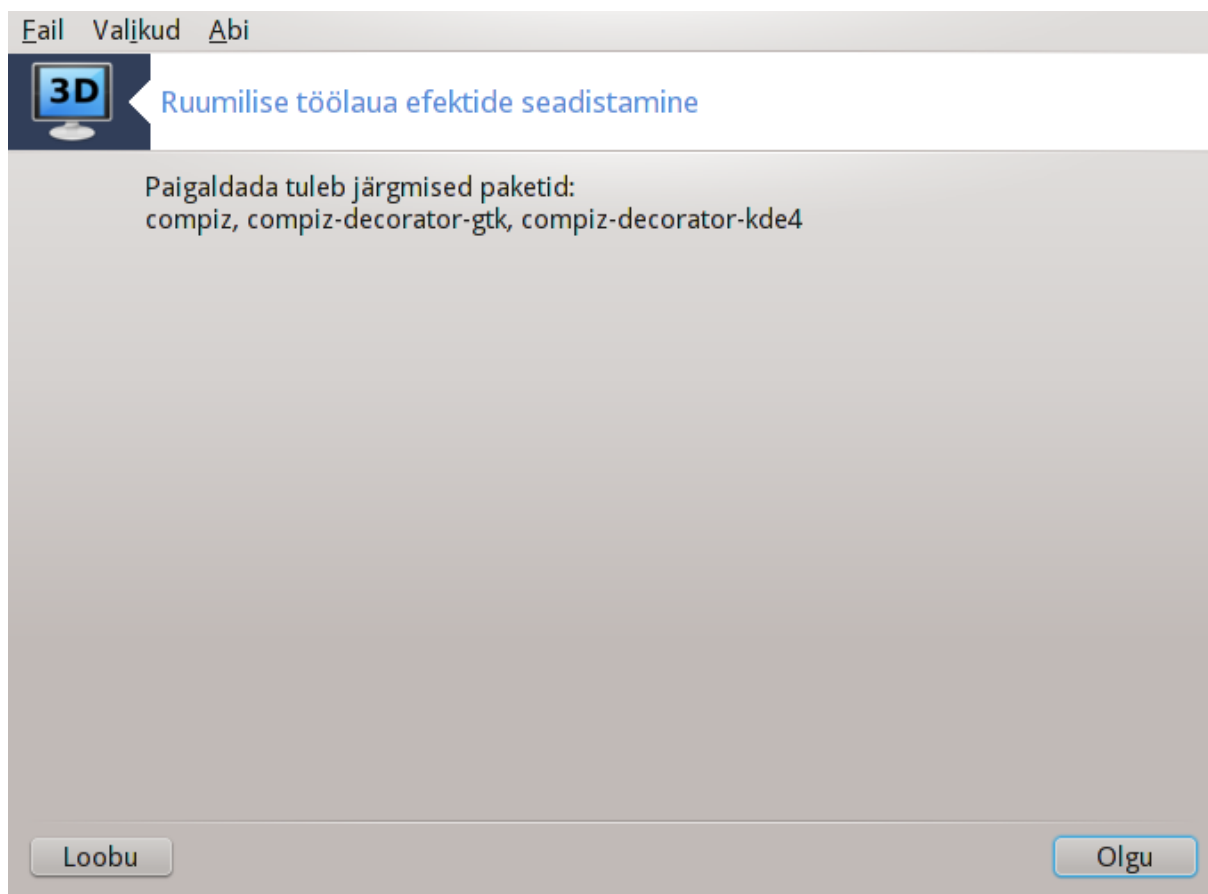 Fail Valikud Abi
3D
Ruumilise töölaua efektide seadistamine
Paigaldada tuleb järgmised paketid:
compiz, compiz-decorator-gtk, compiz-decorator-kde4
Loobu Olgu